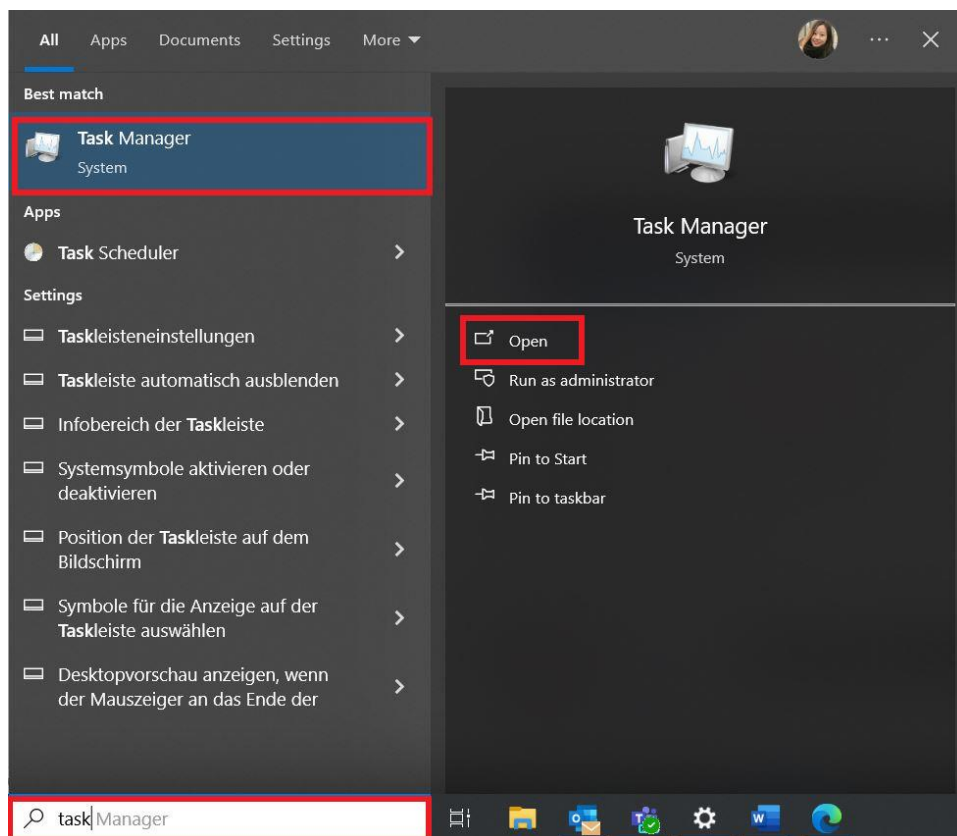 All Apps Documents Settings More
Best match
Task Manager
System
Apps
Task Scheduler
Settings
Taskleisteneinstellungen
Taskleiste automatisch ausblenden
Infobereich der Taskleiste
Systemsymbole aktivieren oder
deaktivieren
Position der Taskleiste auf dem
Bildschirm
Symbole für die Anzeige auf der
Taskleiste auswählen
Desktopvorschau anzeigen, wenn
der Mauszeiger an das Ende der
task Manager
Task Manager
System
Open
Run as administrator
Open file location
Pin to Start
Pin to taskbar